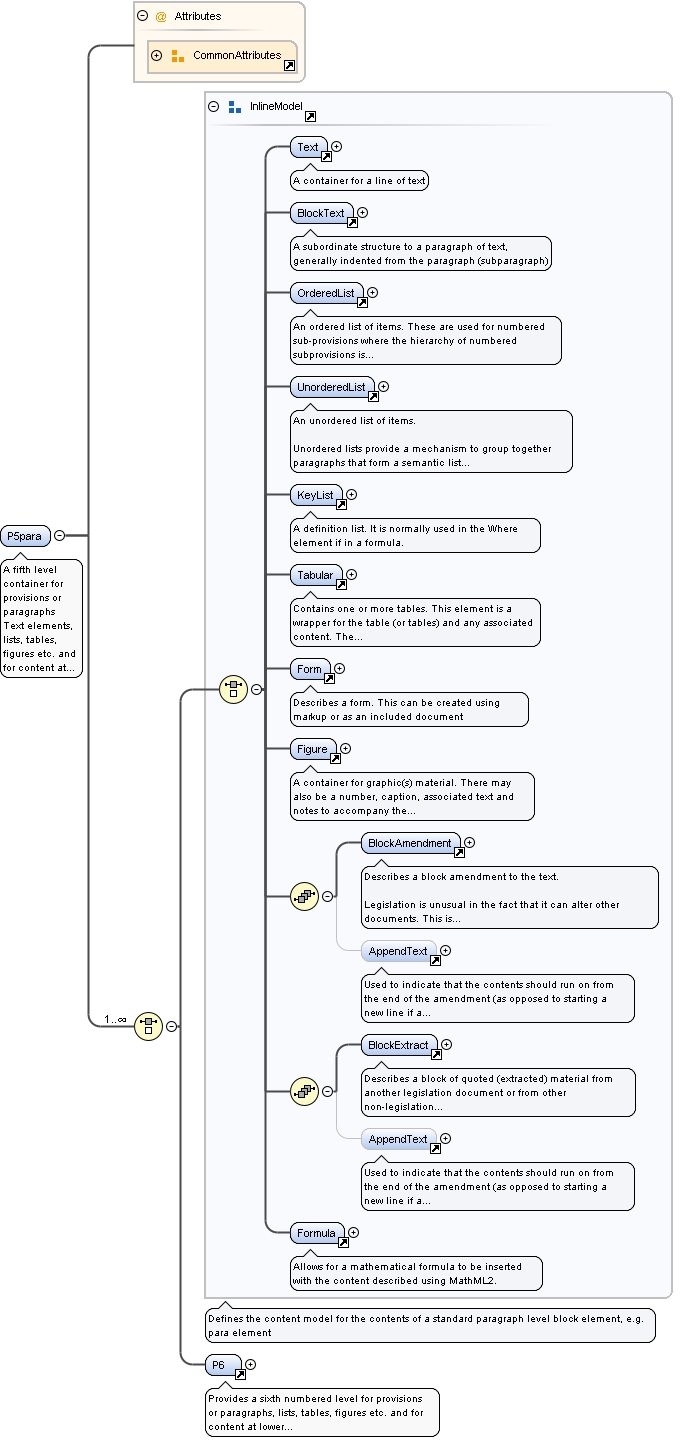 Attributes
CommonAttributes
InlineModel
Text
A container for a line of text
BlockText
A subordinate structure to a paragraph of text,
generally indented from the paragraph (subparagraph)
OrderedList
An ordered list of items. These are used for numbered
sub-provisions where the hierarchy of numbered
subprovisions is...
UnorderedList
An unordered list of items.
Unordered lists provide a mechanism to group together
paragraphs that form a semantic list...
KeyList
A definition list. It is normally used in the Where
element if in a formula.
P5para
A fifth level
container for
provisions or
paragraphs
Text elements,
lists, tables,
figures etc. and
for content at...
Tabular
Contains one or more tables. This element is a
wrapper for the table (or tables) and any associated
content. The...
Form
Describes a form. This can be created using
markup or as an included document
Figure
A container for graphic(s) material. There may
also be a number, caption, associated text and
notes to accompany the...
BlockAmendment
Describes a block amendment to the text.
Legislation is unusual in the fact that it can alter other
documents. This is...
AppendText
Used to indicate that the contents should run on from
the end of the amendment (as opposed to starting a
new line if a...
1..∞
BlockExtract
Describes a block of quoted (extracted) material from
another legislation document or from other
non-legislation...
AppendText
Used to indicate that the contents should run on from
the end of the amendment (as opposed to starting a
new line if a...
Formula
Allows for a mathematical formula to be inserted
with the content described using MathML2.
Defines the content model for the contents of a standard paragraph level block element, e.g.
para element
P6
Provides a sixth numbered level for provisions
or paragraphs, lists, tables, figures etc. and for
content at lower...